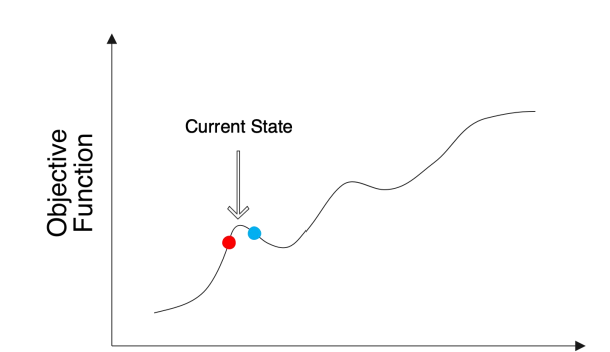 Current State
Objective
Function